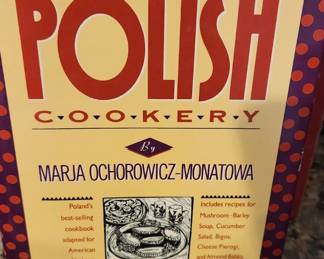 POLISH
C·O·O·K·E·R·Y
By
MARJA OCHOROWICZ-MONATOWA
Poland's
best-selling
cookbook
adapted for
American
Includes recipes for
Mushroom-Barley
Soup, Cucumber
Salad, Bigos,
Cheese Pierogi,
and Almond Babka